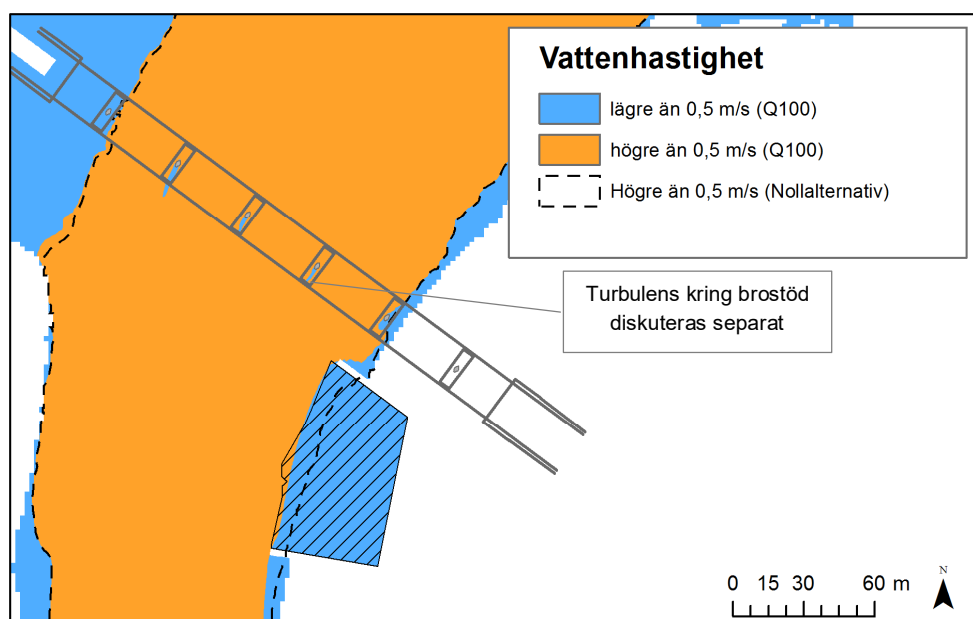 Vattenhastighet
lägre än 0,5 m/s (Q100)
högre än 0,5 m/s (Q100)
Högre än 0,5 m/s (Nollalternativ)
Turbulens kring brostöd
diskuteras separat
N
0 15 30 60 m